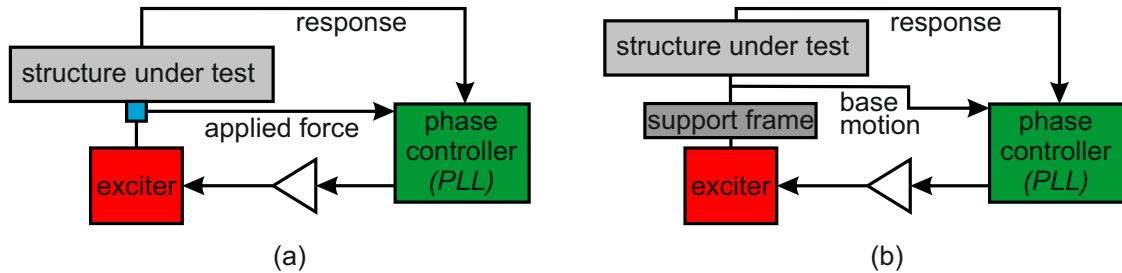 response
structure under test
applied force
phase
controller
(PLL)
exciter
(a)
response
structure under test
base
motion
support frame
phase
controller
(PLL)
exciter
(b)